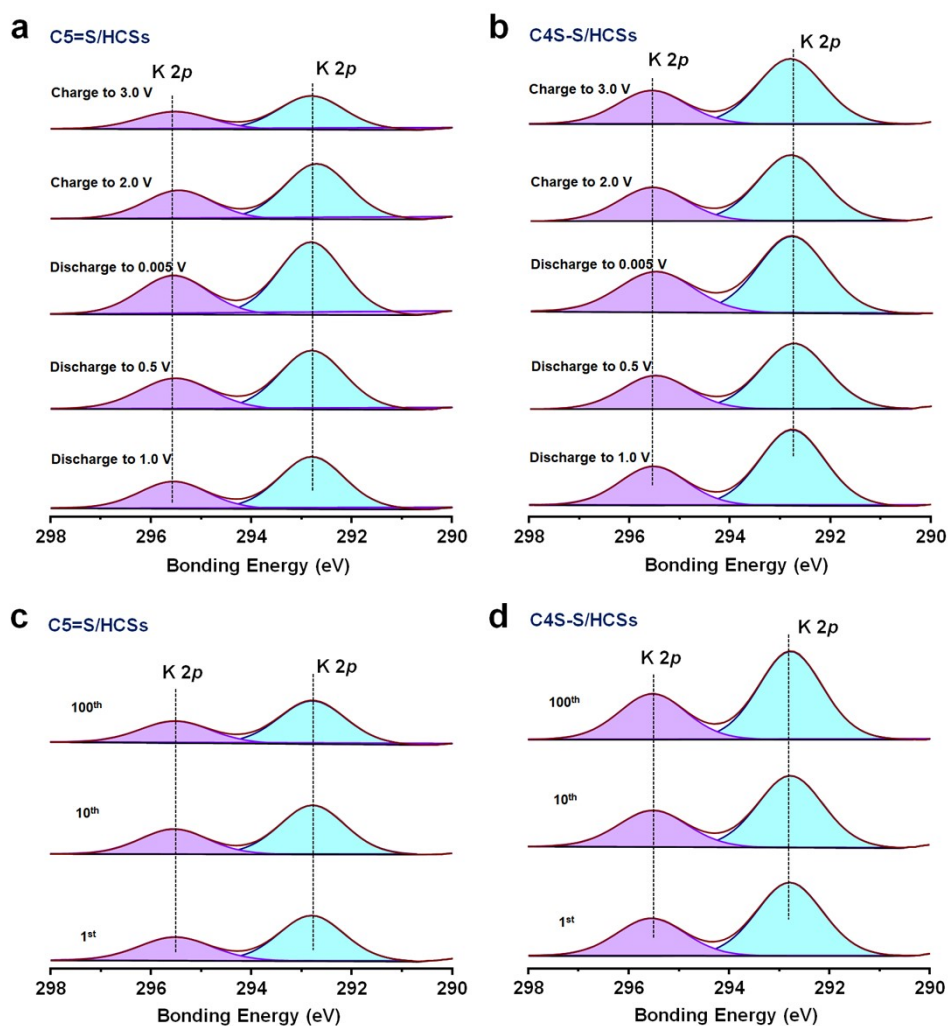 a
C5=S/HCSs
K 2p
K 2p
Charge to 3.0 V
Charge to 2.0 V
Discharge to 0.005 V
Discharge to 0.5 V
Discharge to 1.0 V
298 296 294 292 290
Bonding Energy (eV)
b
C4S-S/HCSs
K 2p
K 2p
Charge to 3.0 V
Charge to 2.0 V
Discharge to 0.005 V
Discharge to 0.5 V
Discharge to 1.0 V
298 296 294 292 290
Bonding Energy (eV)
c
C5=S/HCSs
K 2p
K 2p
100th
10th
1st
298 296 294 292 290
Bonding Energy (eV)
d
C4S-S/HCSs
K 2p
K 2p
100th
10th
1st
298 296 294 292 290
Bonding Energy (eV)